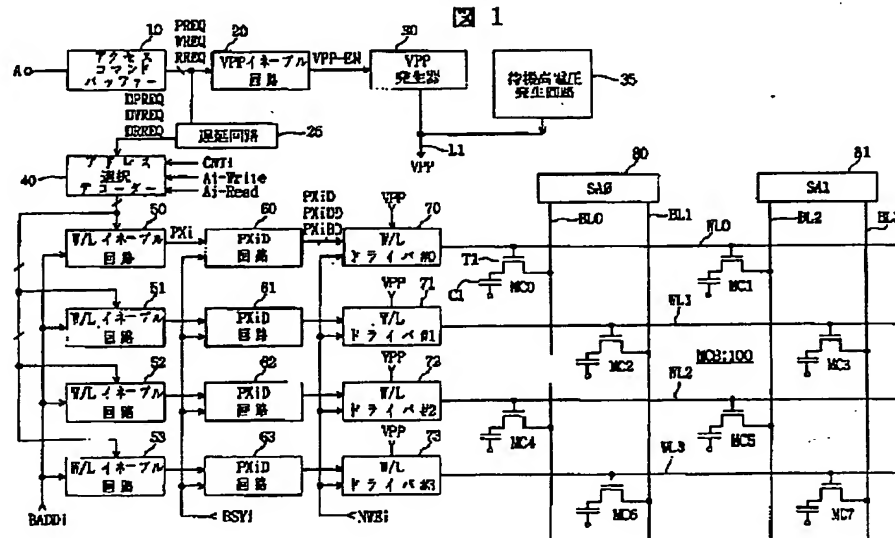 図 1
10
アクセス
コマンド
バッファー
A
PREQ
WREQ
RREQ
20
VPPイネーブル
回路
VPP-EN
30
VPP
発生器
待機点電圧
発生回路
35
DPREQ
DWREQ
DRREQ
遅延回路
25
L1
VPP
40
アドレス
選択
デコーダー
CNTi
Ai-Write
Aj-Read
80
SA0
81
SA1
50
W/L イネーブル
回路
PXi
60
PXiD
回路
PXiD
PXiDD
PXiBD
VPP
70
W/L
ドライバ #0
BL0
BL1
BL2
WL0
T1
C1
MC0
MC1
51
W/L イネーブル
回路
61
PXiD
回路
VPP
71
W/L
ドライバ #1
WL3
MC2
MCB:100
MC3
52
W/L イネーブル
回路
62
PXiD
回路
VPP
72
W/L
ドライバ #2
WL2
MC4
MC5
53
W/L イネーブル
回路
63
PXiD
回路
VPP
73
W/L
ドライバ #3
WL3
MC6
MC7
BADDi
BSYi
NWEi